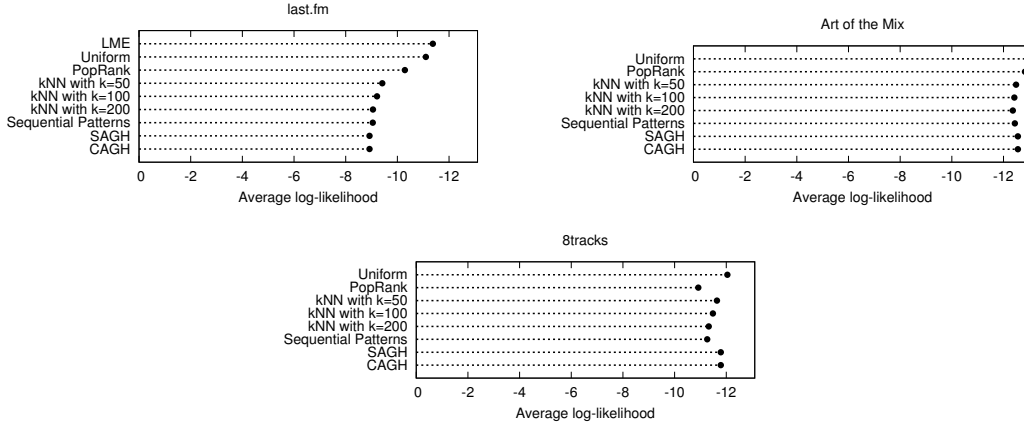 last.fm
LME
Uniform
PopRank
kNN with k=50
kNN with k=100
kNN with k=200
Sequential Patterns
SAGH
CAGH
0 -2 -4 -6 -8 -10 -12
Average log-likelihood
Art of the Mix
Uniform
PopRank
kNN with k=50
kNN with k=100
kNN with k=200
Sequential Patterns
SAGH
CAGH
0 -2 -4 -6 -8 -10 -12
Average log-likelihood
8tracks
Uniform
PopRank
kNN with k=50
kNN with k=100
kNN with k=200
Sequential Patterns
SAGH
CAGH
0 -2 -4 -6 -8 -10 -12
Average log-likelihood